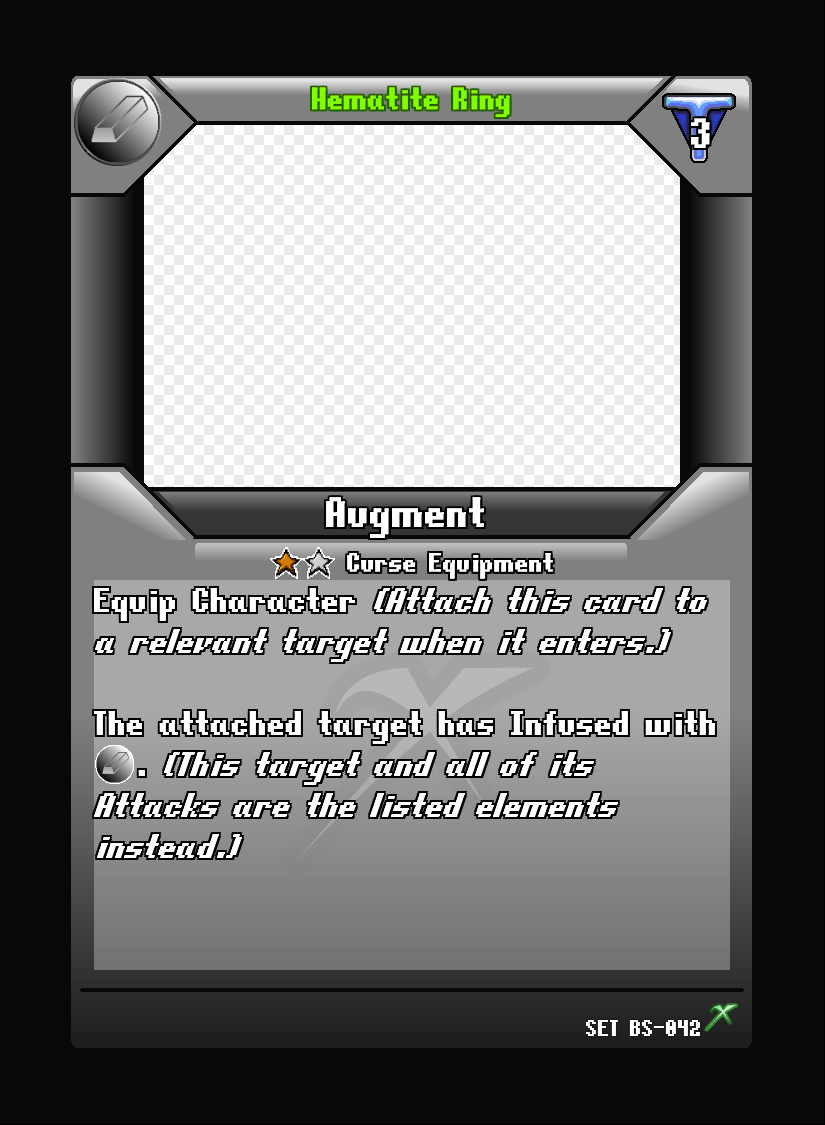 Hematite Ring
3
Augment
Curse Equipment
Equip Character (Attach this card to
a relevant target when it enters.)
The attached target has Infused with
. (This target and all of its
Attacks are the listed elements
instead.)
SET BS-042